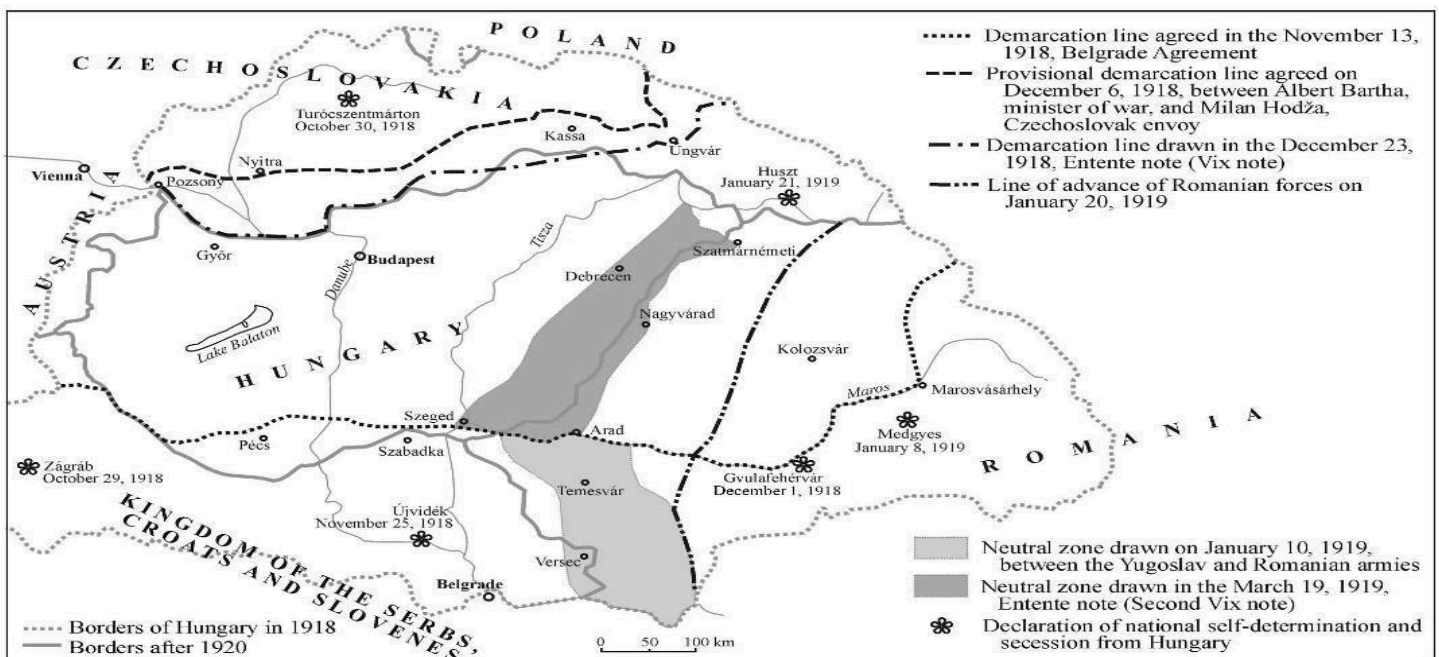 POLAND
CZECHOSLOVAKIA
Turócszentmárton
October 30, 1918
Kassa
Ungvár
Nyitra
Vienna
Pozsony
AUSTRIA
Huszt
January 21, 1919
Győr
Budapest
Danube
Tisza
Szatmárnémeti
Debrecen
Nagyvárad
Lake Balaton
HUNGARY
Kolozsvár
Maros
Marosvásárhely
Szeged
Arad
Pécs
Szabadka
Medgyes
January 8, 1919
ROMANIA
Gvulafehérvár
December 1, 1918
Zágráb
October 29, 1918
Temesvár
Újvidék
November 25, 1918
Versec
Belgrade
KINGDOM OF THE SERBS,
CROATS AND SLOVENES
Demarcation line agreed in the November 13,
1918, Belgrade Agreement
Provisional demarcation line agreed on
December 6, 1918, between Albert Bartha,
minister of war, and Milan Hodža,
Czechoslovak envoy
Demarcation line drawn in the December 23,
1918, Entente note (Vix note)
Line of advance of Romanian forces on
January 20, 1919
Neutral zone drawn on January 10, 1919,
between the Yugoslav and Romanian armies
Neutral zone drawn in the March 19, 1919,
Entente note (Second Vix note)
Declaration of national self-determination and
secession from Hungary
Borders of Hungary in 1918
Borders after 1920
0 50 100 km